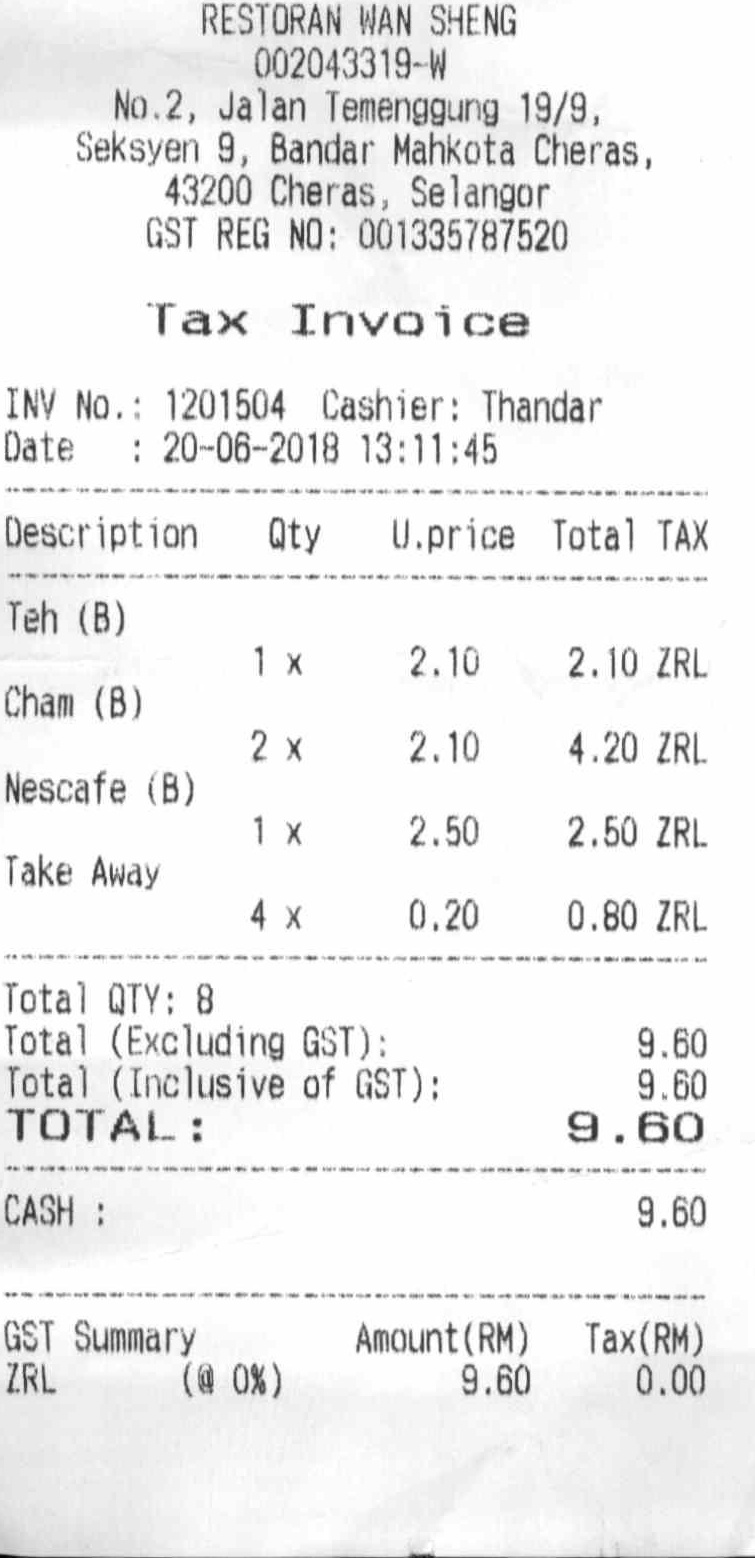 RESTORAN WAN SHENG
002043319-W
No.2, Jalan Temenggung 19/9,
Seksyen 9, Bandar Mahkota Cheras,
43200 Cheras, Selangor
GST REG NO: 001335787520
Tax Invoice
INV No.: 1201504 Cashier: Thandar
Date : 20-06-2018 13:11:45
Description Qty U.price Total TAX
Teh (B)
1 x 2.10 2.10 ZRL
Cham (B)
2 x 2.10 4.20 ZRL
Nescafe (B)
1 x 2.50 2.50 ZRL
Take Away
4 x 0.20 0.80 ZRL
Total QTY: 8
Total (Excluding GST): 9.60
Total (Inclusive of GST): 9.60
TOTAL: 9.60
CASH : 9.60
GST Summary Amount(RM) Tax(RM)
ZRL (@ 0%) 9.60 0.00